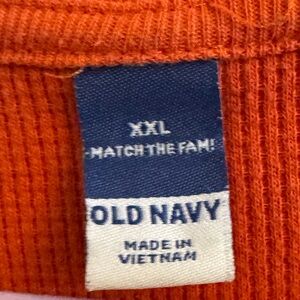 XXL
MATCH THE FAM!
OLD NAVY
MADE IN
VIETNAM